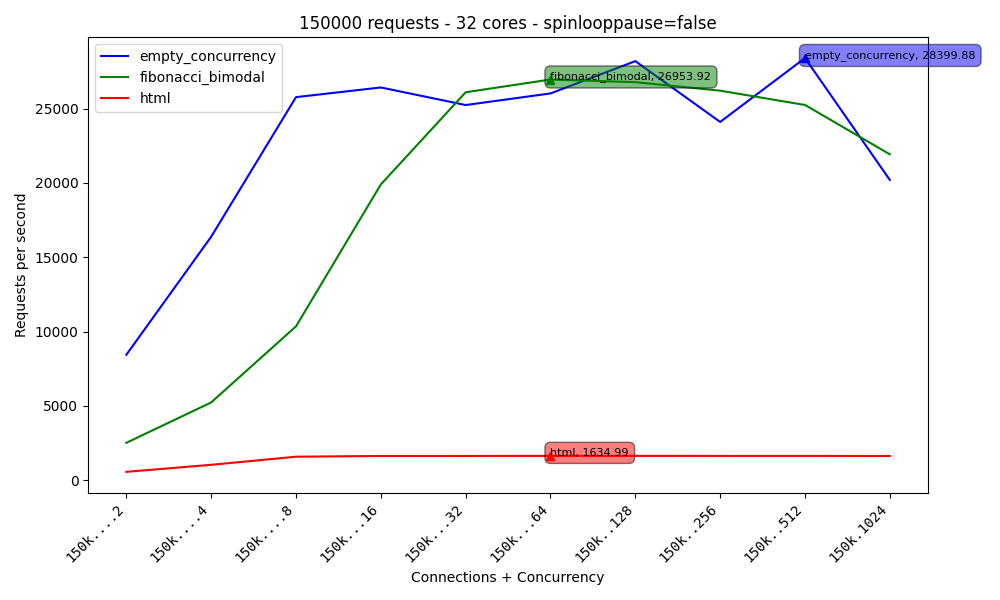 150000 requests - 32 cores - spinlooppause=false
empty_concurrency
fibonacci_bimodal
html
empty_concurrency, 28399.88
fibonacci_bimodal, 26953.92
html, 1634.99
Requests per second
25000
20000
15000
10000
5000
0
150k....2
150k....4
150k....8
150k...16
150k...32
150k...64
150k..128
150k..256
150k..512
150k.1024
Connections + Concurrency